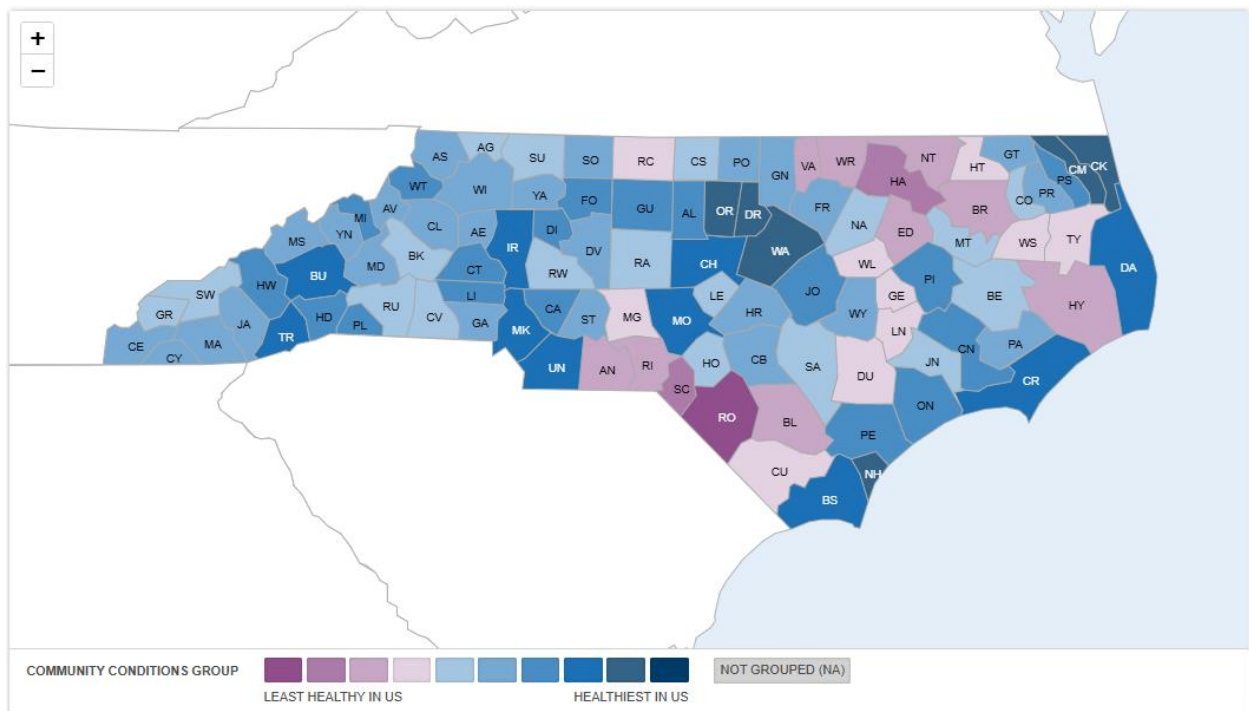 +
−
AS AG SU SO RC CS PO GN VA WR NT HT GT CM CK
WT WI YA FO GU AL OR DR FR HA BR CO PR PS
MI AV CL AE IR DI DV RA CH WA NA ED MT WS TY
MS YN BU MD BK CT RW WL PI DA
HW SW LI LE JO GE BE HY
GR JA TR HD PL RU CV GA MK CA ST MG MO HR WY LN PA
CE CY MA UN AN RI HO CB SA DU JN CN CR
SC RO BL PE ON
CU BS NH
COMMUNITY CONDITIONS GROUP
NOT GROUPED (NA)
LEAST HEALTHY IN US HEALTHIEST IN US